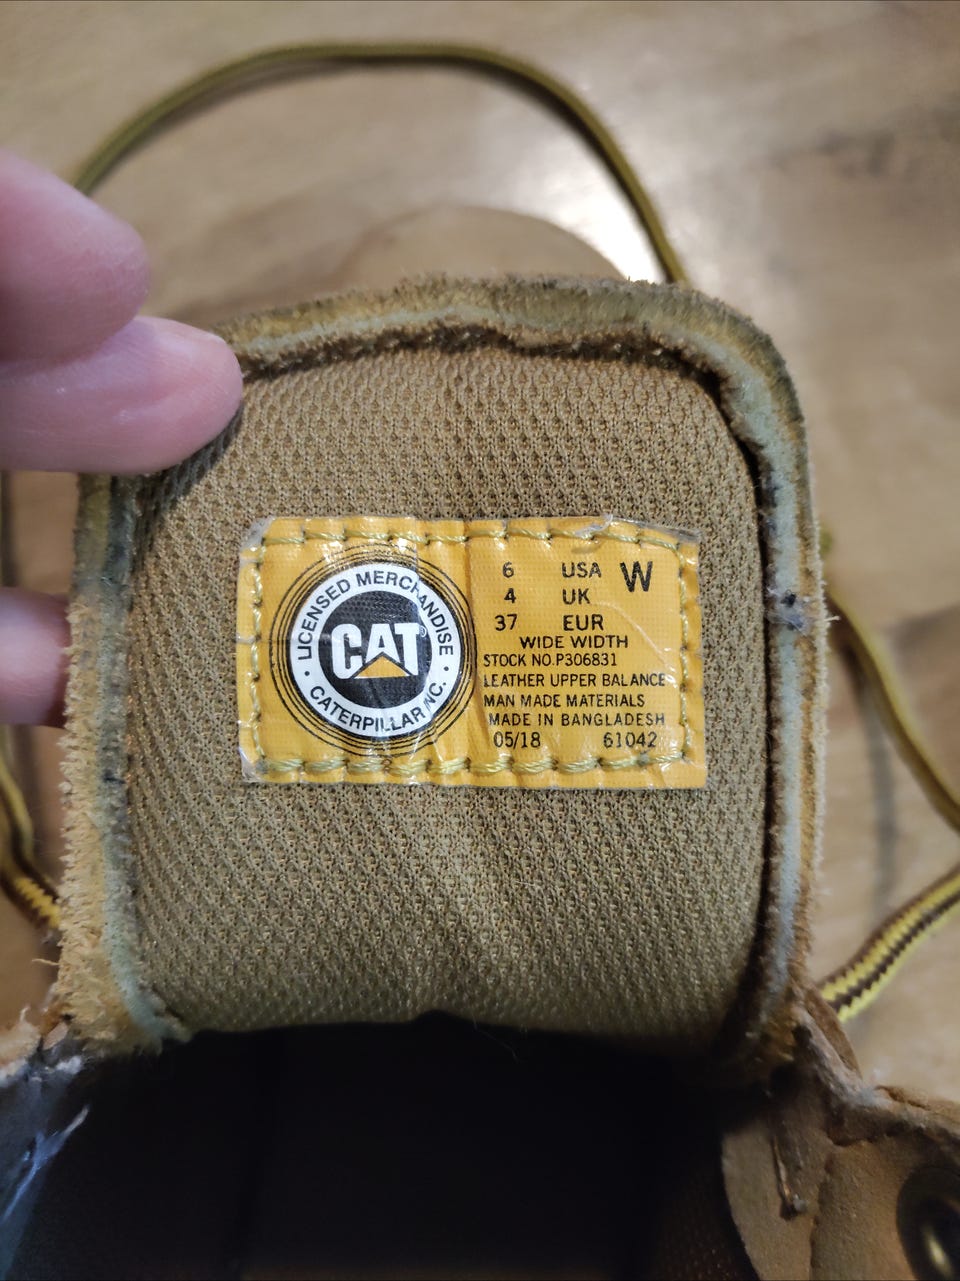 LICENSED MERCHANDISE
CAT®
CATERPILLAR INC.
6 USA W
4 UK
37 EUR
WIDE WIDTH
STOCK NO.P306831
LEATHER UPPER BALANCE
MAN MADE MATERIALS
MADE IN BANGLADESH
05/18 61042